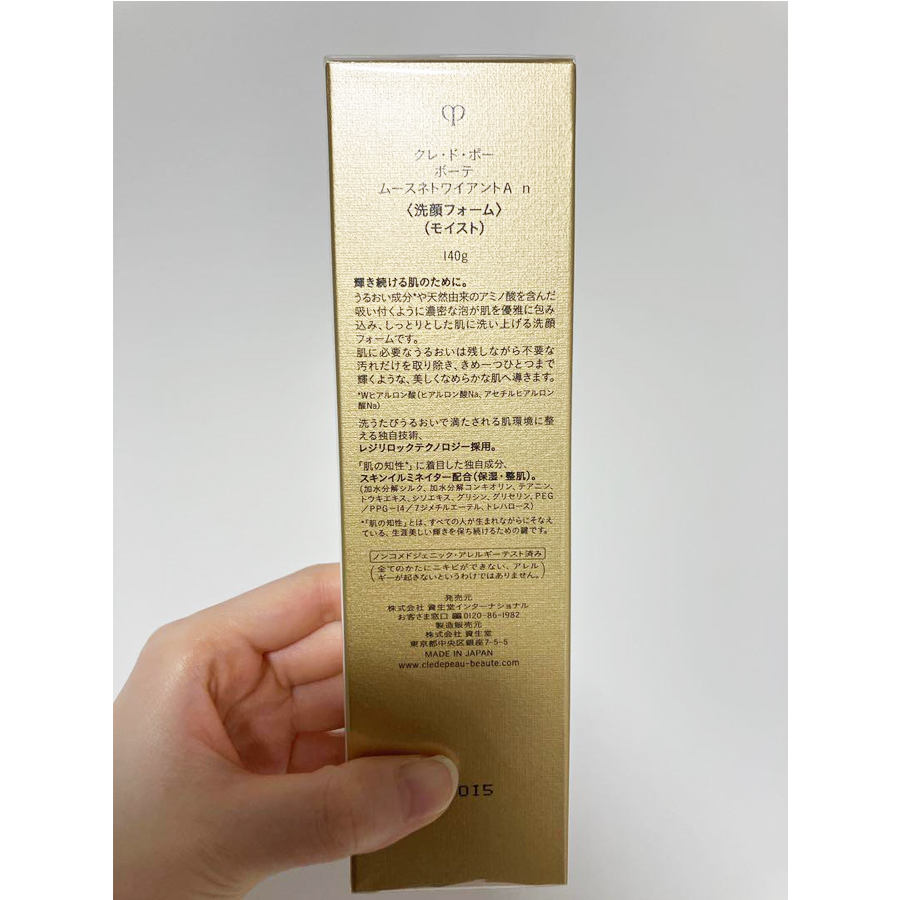 クレ・ド・ポー
ボーテ
ムースネトワイアントA n
〈洗顔フォーム〉
(モイスト)
140g
輝き続ける肌のために。
うるおい成分*や天然由来のアミノ酸を含んだ
吸い付くように濃密な泡が肌を優雅に包み
込み、しっとりとした肌に洗い上げる洗顔
フォームです。
肌に必要なうるおいは残しながら不要な
汚れだけを取り除き、きめ一つひとつまで
輝くような、美しくなめらかな肌へ導きます。
*Wヒアルロン酸(ヒアルロン酸Na、アセチルヒアルロン
酸Na)
洗うたびうるおいで満たされる肌環境に整
える独自技術、
レジリロックテクノロジー採用。
「肌の知性*」に着目した独自成分、
スキンイルミネイター配合(保湿・整肌)。
(加水分解シルク、加水分解コンキオリン、テアニン、
トウキエキス、シソエキス、グリシン、グリセリン、PEG
/PPG-14/7ジメチルエーテル、トレハロース)
*「肌の知性」とは、すべての人が生まれながらにそなえ
ている、生涯美しい輝きを保ち続けるための鍵です。
ノンコメドジェニック・アレルギーテスト済み
(全てのかたにニキビができない、アレル
ギーが起きないというわけではありません。)
発売元
株式会社 資生堂インターナショナル
お客さま窓口 0120-86-1982
製造販売元
株式会社 資生堂
東京都中央区銀座7-5-5
MADE IN JAPAN
www.cledepeau-beaute.com
015